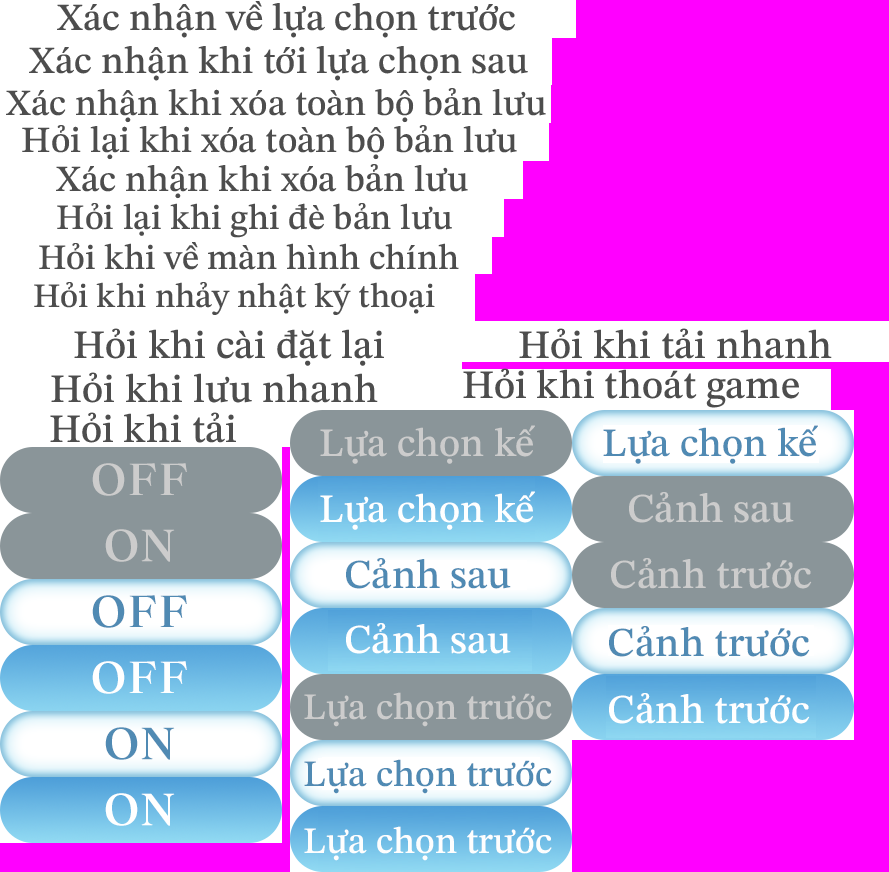 Xác nhận về lựa chọn trước
Xác nhận khi tới lựa chọn sau
Xác nhận khi xóa toàn bộ bản lưu
Hỏi lại khi xóa toàn bộ bản lưu
Xác nhận khi xóa bản lưu
Hỏi lại khi ghi đè bản lưu
Hỏi khi về màn hình chính
Hỏi khi nhảy nhật ký thoại
Hỏi khi cài đặt lại
Hỏi khi tải nhanh
Hỏi khi lưu nhanh
Hỏi khi thoát game
Hỏi khi tải
OFF
ON
OFF
OFF
ON
ON
Lựa chọn kế
Lựa chọn kế
Cảnh sau
Cảnh sau
Lựa chọn trước
Lựa chọn trước
Lựa chọn trước
Lựa chọn kế
Cảnh sau
Cảnh trước
Cảnh trước
Cảnh trước